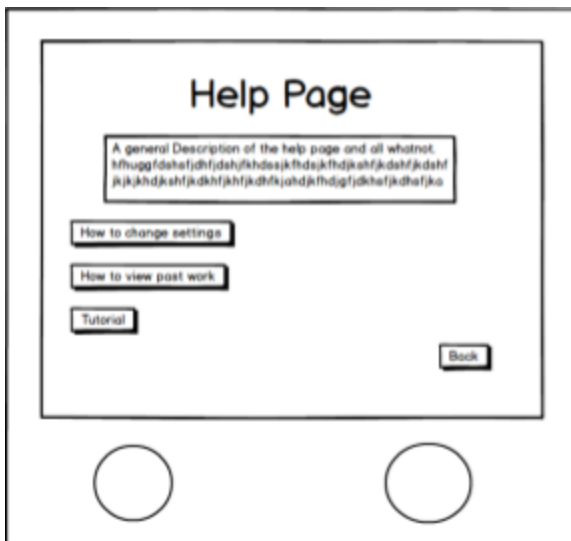 Help Page
A general Description of the help page and all whatnot.
How to change settings
How to view past work
Tutorial
Back